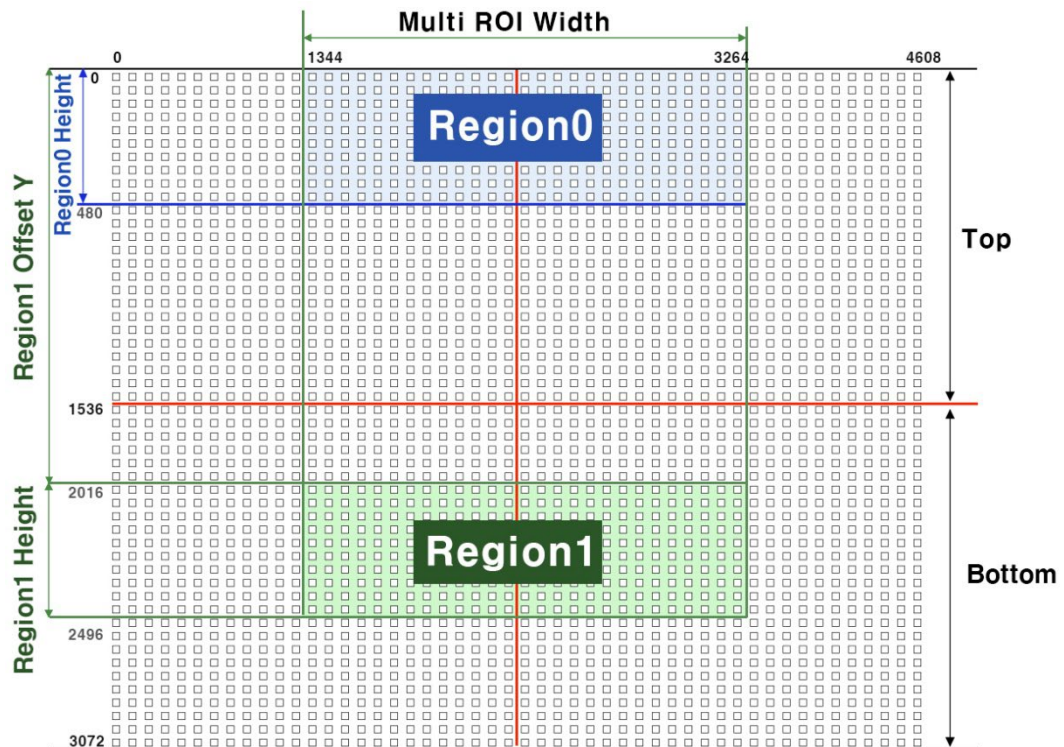 Multi ROI Width
0 1344 3264 4608
0
Region0 Height
Region0
480
Region1 Offset Y
Top
1536
2016
Region1 Height
Region1
Bottom
2496
3072